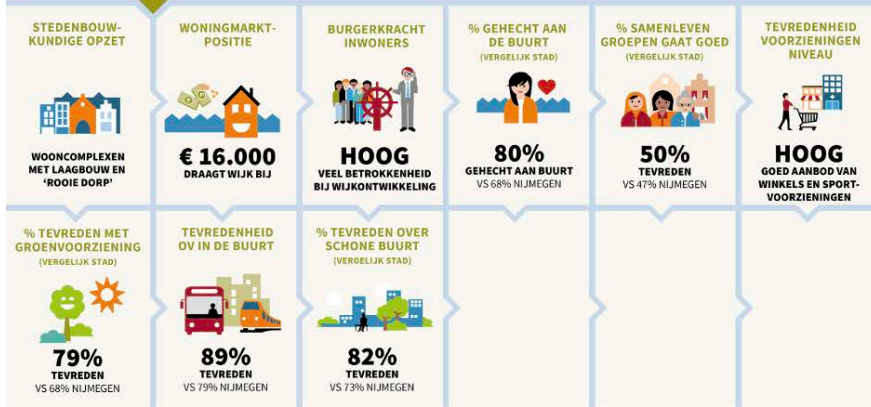 STEDENBOUW-
KUNDIGE OPZET
WOONCOMPLEXEN
MET LAAGBOUW EN
‘ROOIE DORP’
WONINGMARKT-
POSITIE
€ 16.000
DRAAGT WIJK BIJ
BURGERKRACHT
INWONERS
HOOG
VEEL BETROKKENHEID
BIJ WIJKONTWIKKELING
% GEHECHT AAN
DE BUURT
(VERGELIJK STAD)
80%
GEHECHT AAN BUURT
VS 68% NIJMEGEN
% SAMENLEVEN
GROEPEN GAAT GOED
(VERGELIJK STAD)
50%
TEVREDEN
VS 47% NIJMEGEN
TEVREDENHEID
VOORZIENINGEN
NIVEAU
HOOG
GOED AANBOD VAN
WINKELS EN SPORT-
VOORZIENINGEN
% TEVREDEN MET
GROENVOORZIENING
(VERGELIJK STAD)
79%
TEVREDEN
VS 68% NIJMEGEN
TEVREDENHEID
OV IN DE BUURT
89%
TEVREDEN
VS 79% NIJMEGEN
% TEVREDEN OVER
SCHONE BUURT
(VERGELIJK STAD)
82%
TEVREDEN
VS 73% NIJMEGEN